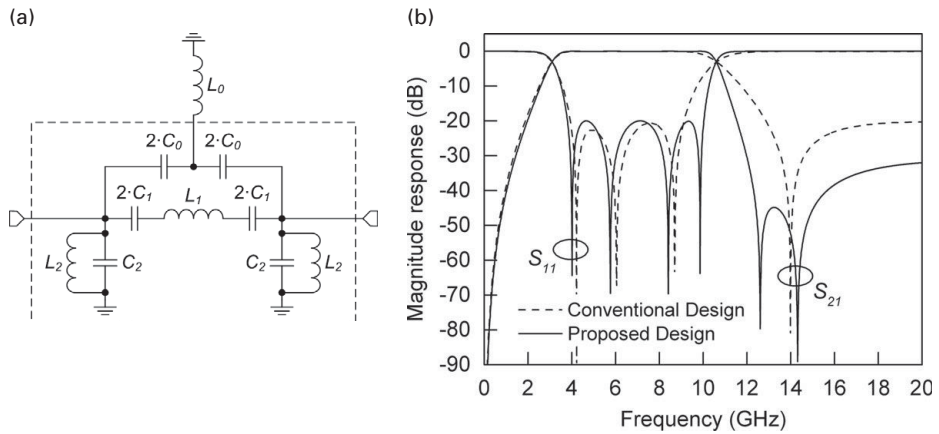 (a)
L0
2·C0 2·C0
2·C1 L1 2·C1
L2 C2 C2 L2
(b)
Magnitude response (dB)
0
-10
-20
-30
-40
-50
-60
-70
-80
-90
S11
S21
Conventional Design
Proposed Design
0 2 4 6 8 10 12 14 16 18 20
Frequency (GHz)